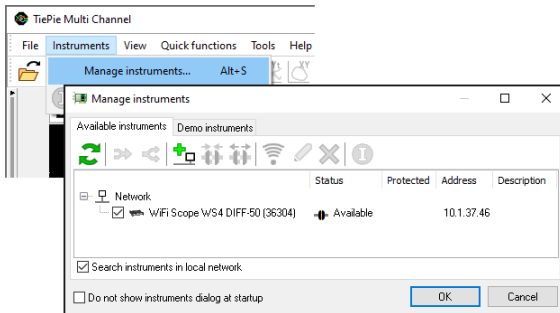 TiePie Multi Channel
File Instruments View Quick functions Tools Help
Manage instruments... Alt+S
Manage instruments
Available instruments Demo instruments
Status Protected Address Description
Network
WiFi Scope WS4 DIFF-50 (36304) Available 10.1.37.46
Search instruments in local network
Do not show instruments dialog at startup
OK Cancel